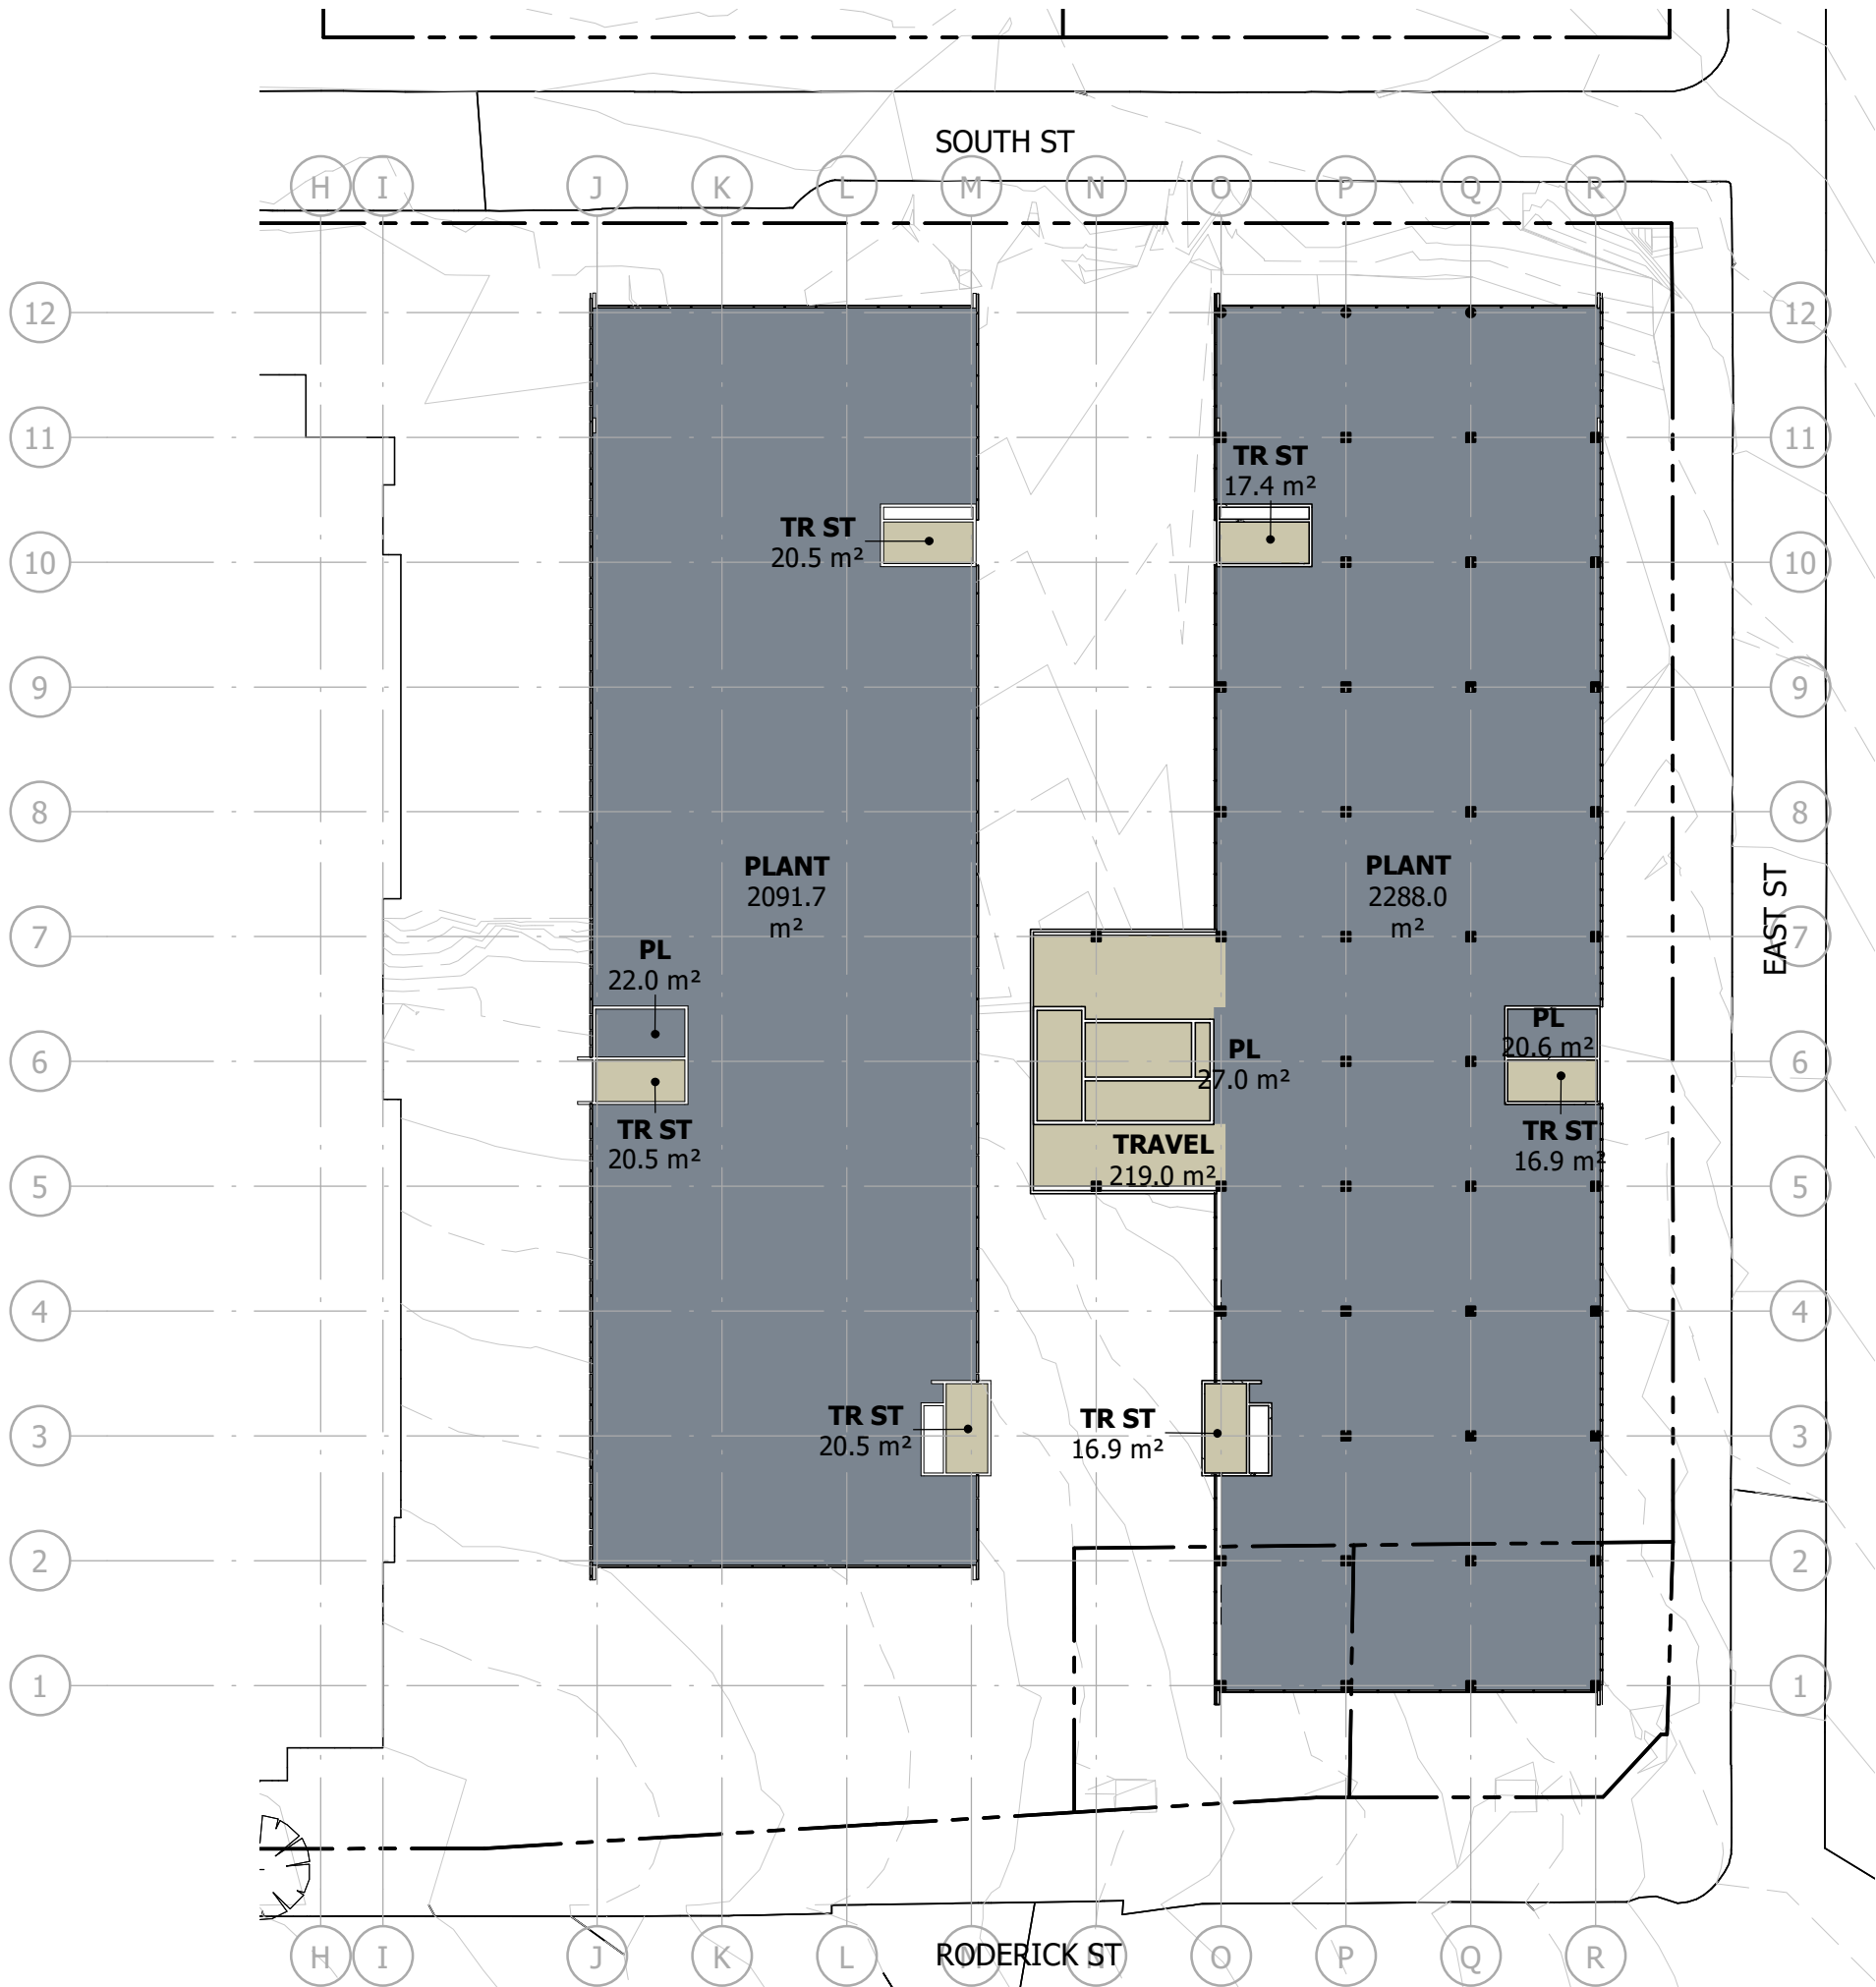 SOUTH ST
H I J K L M N O P Q R
12 12
11 11
TR ST
17.4 m²
TR ST
20.5 m²
10 10
9 9
8 8
PLANT
2091.7
m²
PLANT
2288.0
m²
EAST ST
7 7
PL
22.0 m²
PL
20.6 m²
PL
27.0 m²
6 6
TR ST
20.5 m²
TRAVEL
219.0 m²
TR ST
16.9 m²
5 5
4 4
TR ST
20.5 m²
TR ST
16.9 m²
3 3
2 2
1 1
H I J K L M N O P Q R
RODERICK ST